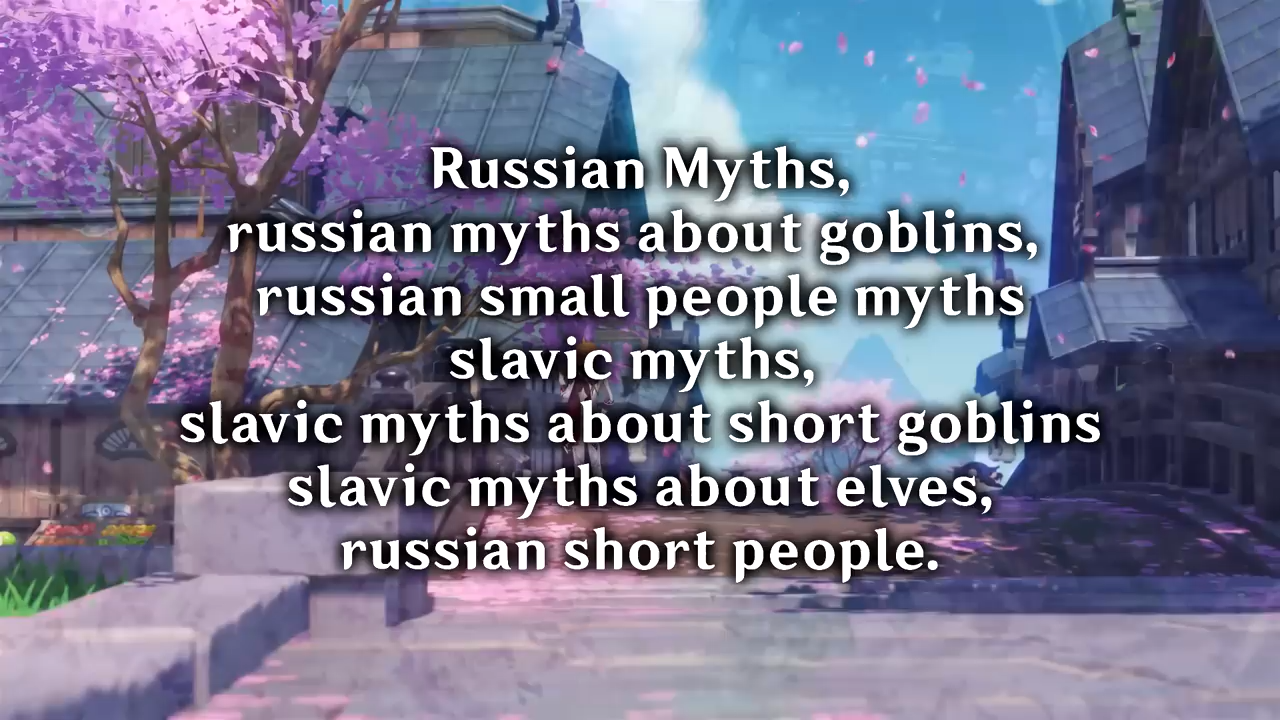 Russian Myths,
russian myths about goblins,
russian small people myths
slavic myths,
slavic myths about short goblins
slavic myths about elves,
russian short people.